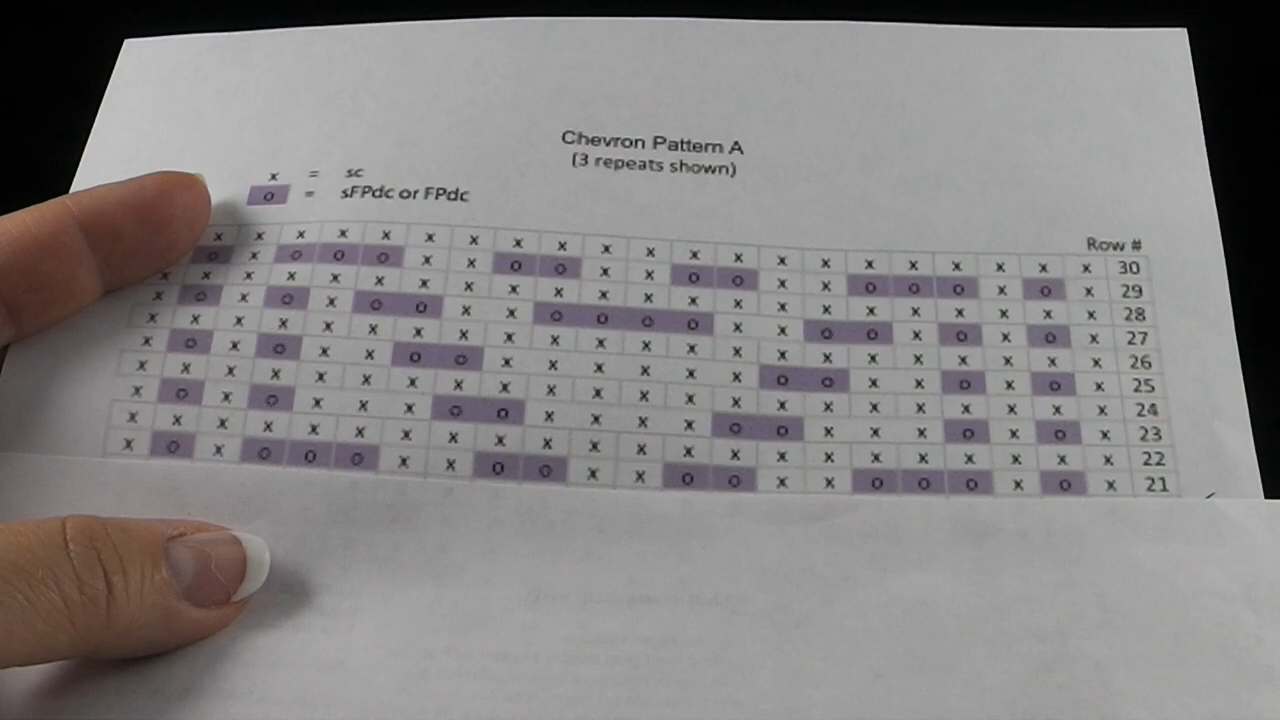 Chevron Pattern A
(3 repeats shown)
x = sc
o = sFPdc or FPdc
Row #
x x x x x x x x x x x x x x x x x x x x x 30
o x o o o x x o o x x o o x x o o o x o x 29
x x x x x x x x x x x x x x x x x x x x x x 28
x o x o x o o x x o o o o x x o o x o x o x 27
x x x x x x x x x x x x x x x x x x x x x x 26
x o x o x x o o x x x x x x o o x x o x o x 25
x x x x x x x x x x x x x x x x x x x x x x 24
x o x o x x x o o x x x x o o x x x o x o x 23
x x x x x x x x x x x x x x x x x x x x x x 22
x o x o o o x x o o x x o o x x o o o x o x 21